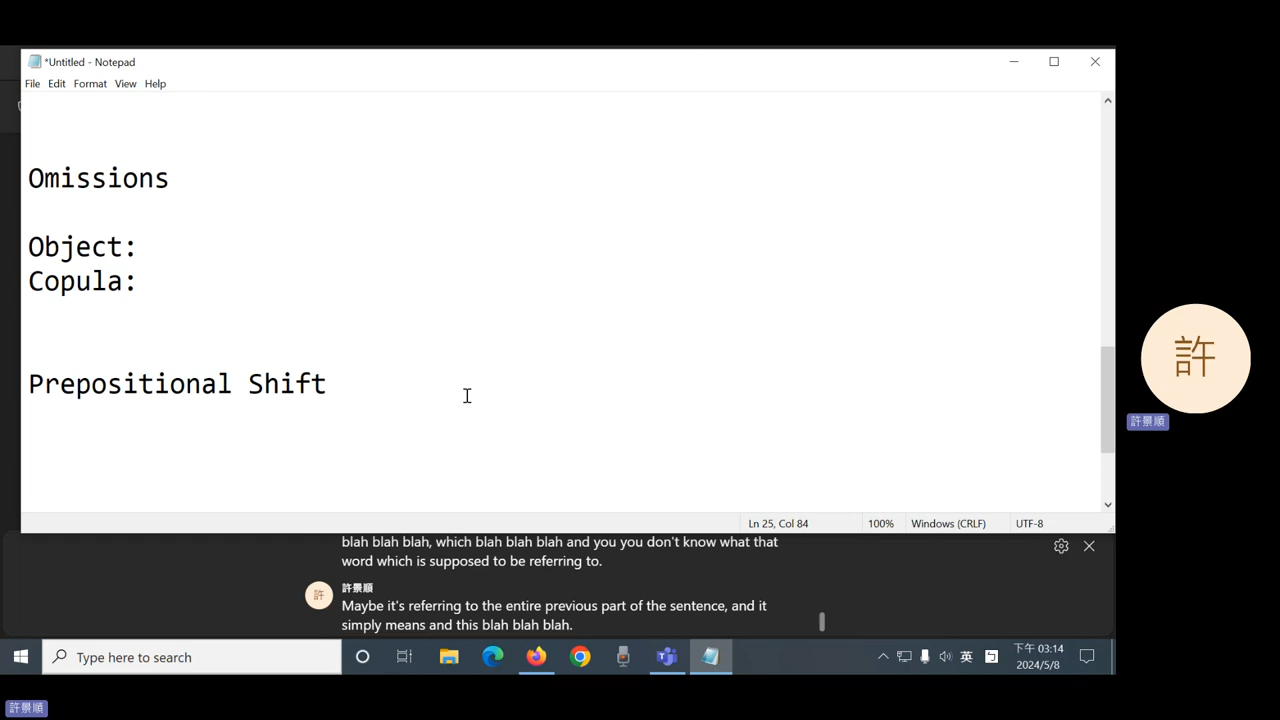 *Untitled - Notepad
File Edit Format View Help
Omissions
Object:
Copula:
Prepositional Shift
Ln 25, Col 84 100% Windows (CRLF) UTF-8
blah blah blah, which blah blah blah and you you don't know what that
word which is supposed to be referring to.
許景順
許
Maybe it's referring to the entire previous part of the sentence, and it
simply means and this blah blah blah.
許
許景順
Type here to search
英
下午 03:14
2024/5/8
許景順